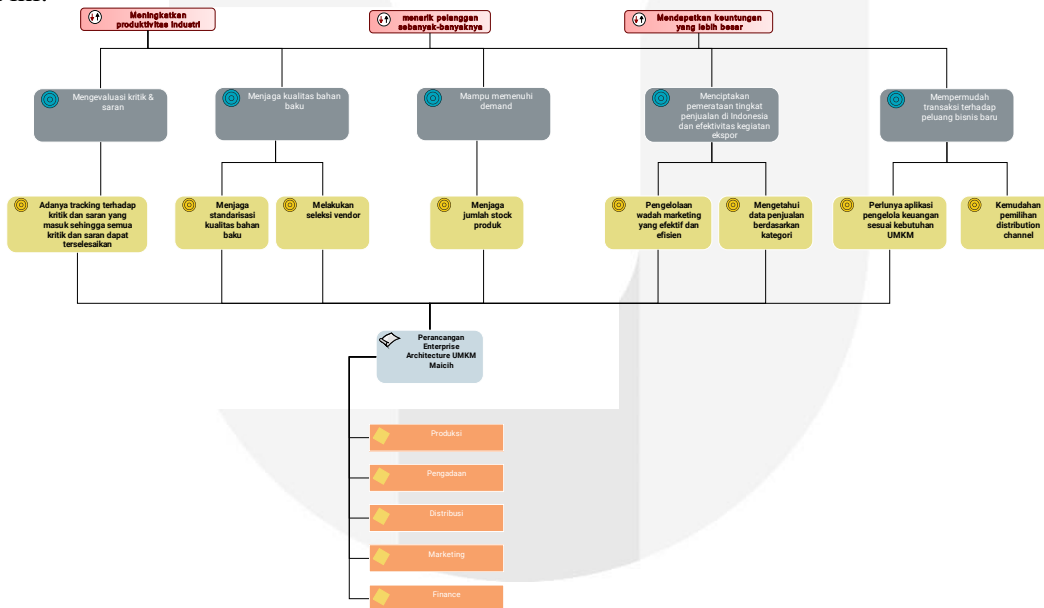 Meningkatkan
produktivitas Industri
menarik pelanggan
sebanyak-banyaknya
Mendapatkan keuntungan
yang lebih besar
Mengevaluasi kritik &
saran
Menjaga kualitas bahan
baku
Mampu memenuhi
demand
Menciptakan
pemerataan tingkat
penjualan di Indonesia
dan efektivitas kegiatan
ekspor
Mempermudah
transaksi terhadap
peluang bisnis baru
Adanya tracking terhadap
kritik dan saran yang
masuk sehingga semua
kritik dan saran dapat
terselesaikan
Menjaga
standarisasi
kualitas bahan
baku
Melakukan
seleksi vendor
Menjaga
jumlah stock
produk
Pengelolaan
wadah marketing
yang efektif dan
efisien
Mengetahui
data penjualan
berdasarkan
kategori
Perlunya aplikasi
pengelola keuangan
sesuai kebutuhan
UMKM
Kemudahan
pemilihan
distribution
channel
Perancangan
Enterprise
Architecture UMKM
Maicih
Produksi
Pengadaan
Distribusi
Marketing
Finance